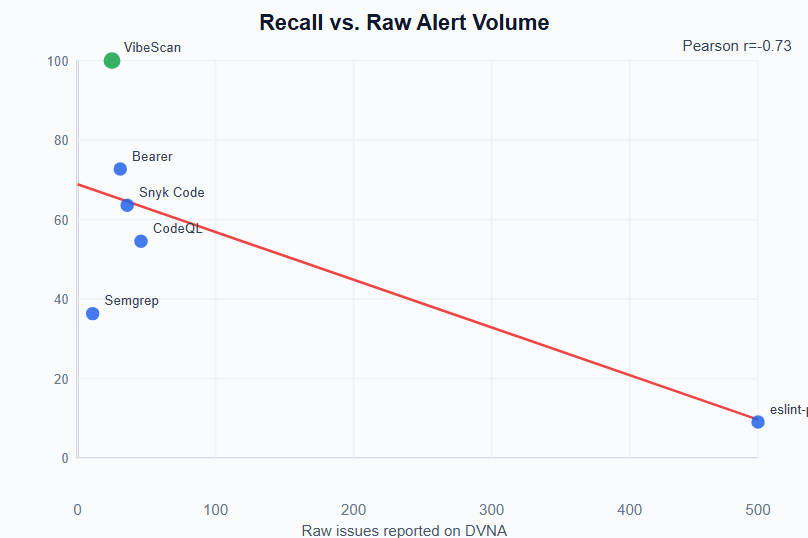 Recall vs. Raw Alert Volume
Pearson r=-0.73
VibeScan
100
80
Bearer
Snyk Code
60
CodeQL
40
Semgrep
20
eslint-p
0
0 100 200 300 400 500
Raw issues reported on DVNA